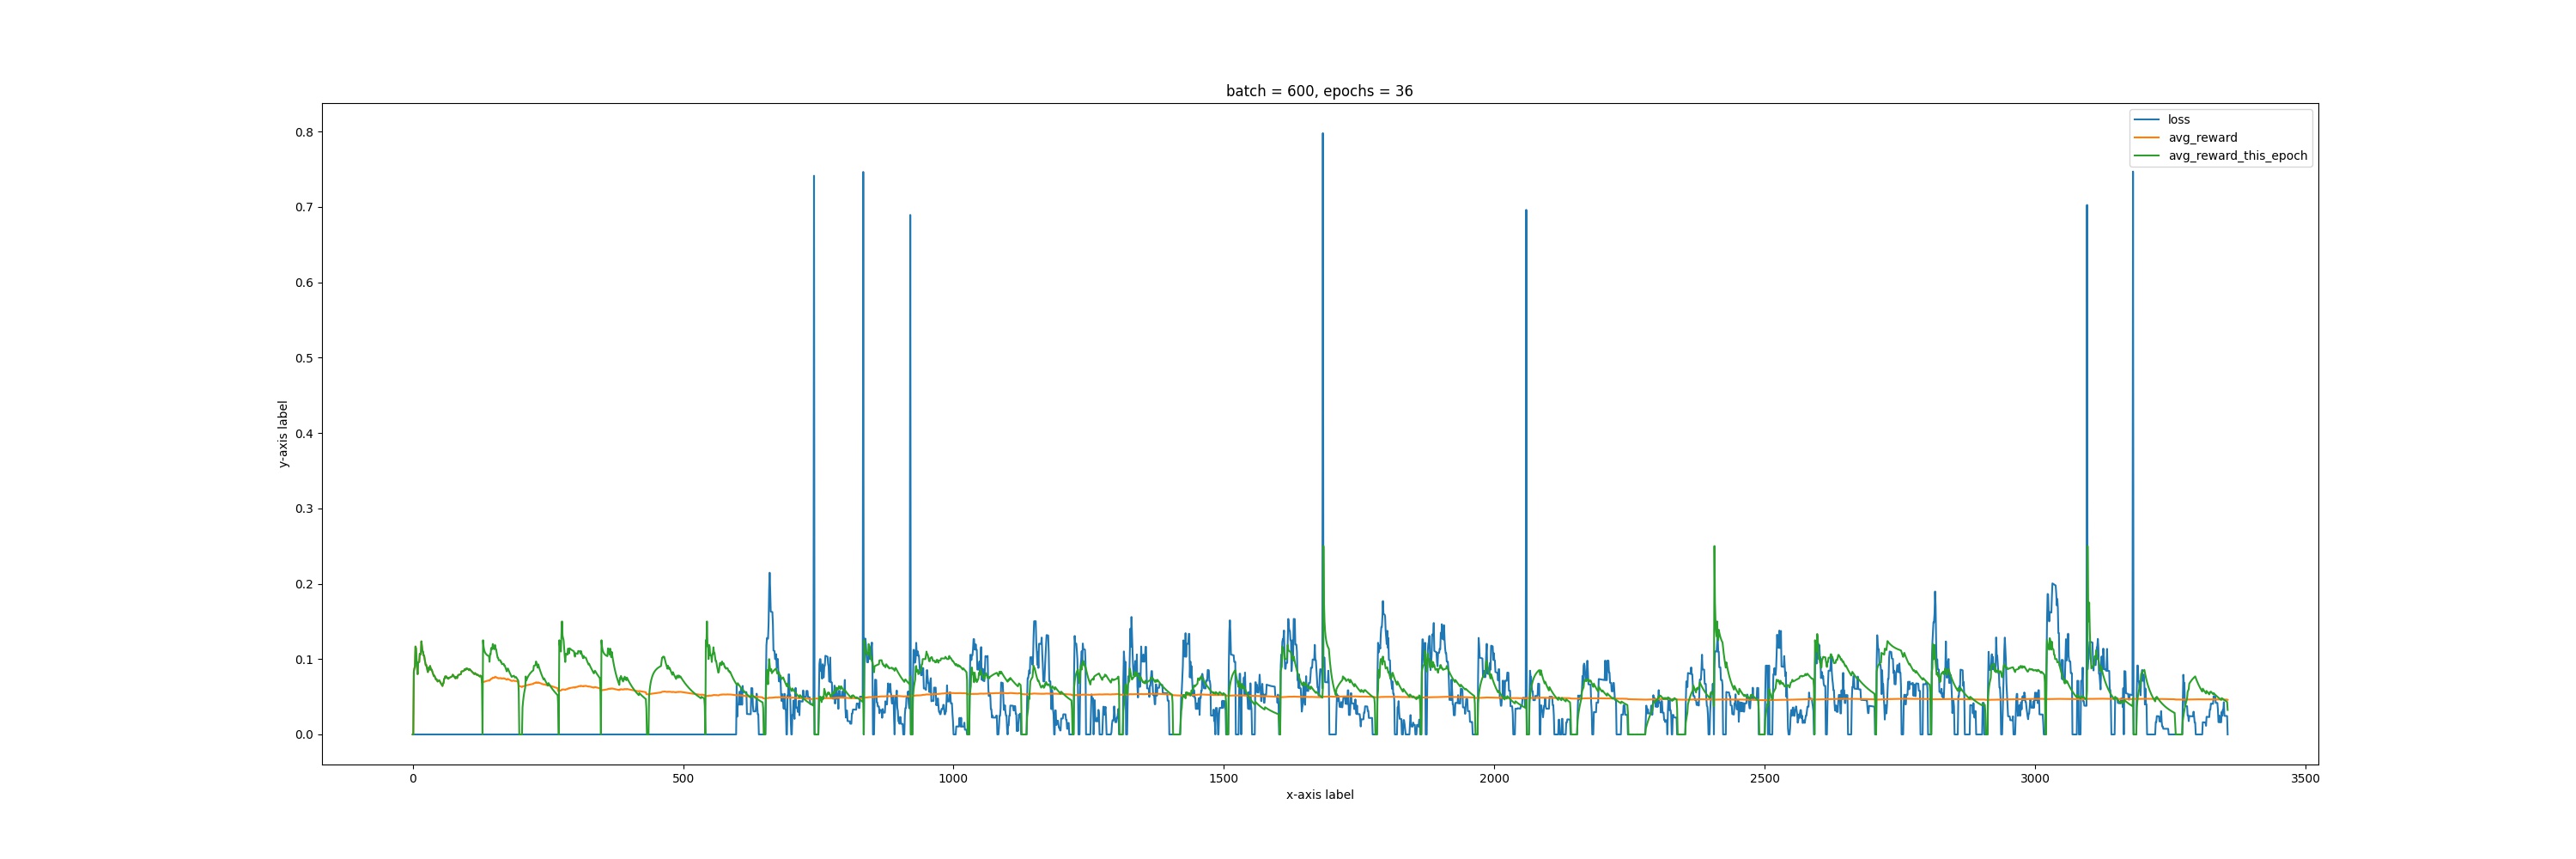 batch = 600, epochs = 36
loss
avg_reward
avg_reward_this_epoch
0.8
0.7
0.6
0.5
0.4
0.3
0.2
0.1
0.0
y-axis label
0 500 1000 1500 2000 2500 3000 3500
x-axis label